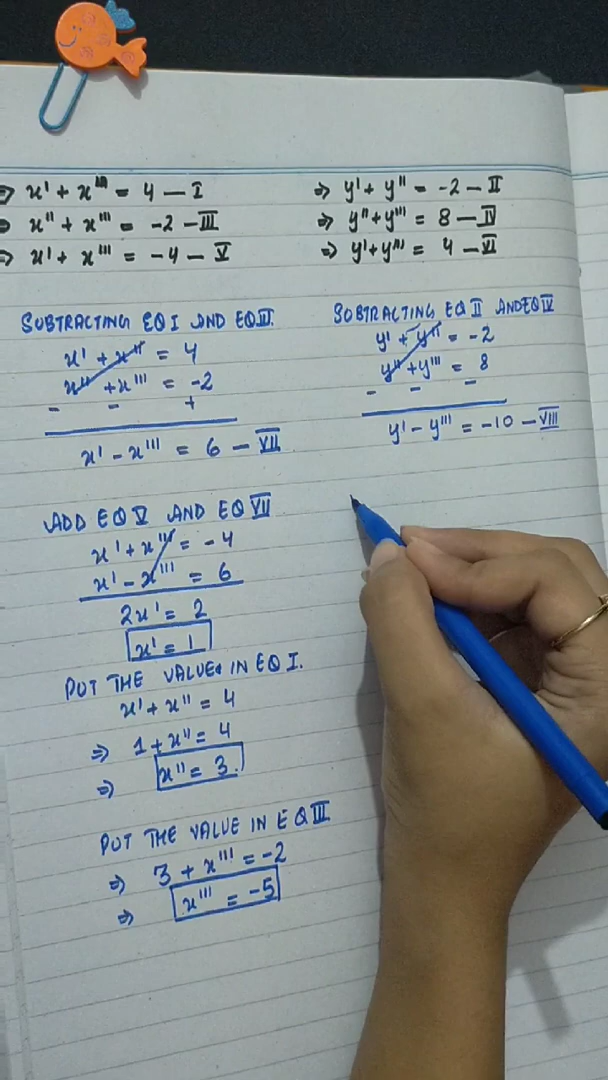 ⇒ x' + x''' = 4 — I
⇒ x'' + x''' = -2 — III
⇒ x' + x''' = -4 — V
⇒ y' + y'' = -2 — II
⇒ y'' + y''' = 8 — IV
⇒ y' + y''' = 4 — VI
SUBTRACTING EQ I AND EQ III.
x' + x'' = 4
x'' + x''' = -2
- - +
x' - x''' = 6 — VII
SUBTRACTING EQ II AND EQ IV
y' + y'' = -2
y'' + y''' = 8
- - -
y' - y''' = -10 — VIII
ADD EQ V AND EQ VII
x' + x''' = -4
x' - x''' = 6
2x' = 2
x' = 1
PUT THE VALUE IN EQ I.
x' + x'' = 4
⇒ 1 + x'' = 4
⇒ x'' = 3.
PUT THE VALUE IN EQ III
⇒ 3 + x''' = -2
⇒ x''' = -5